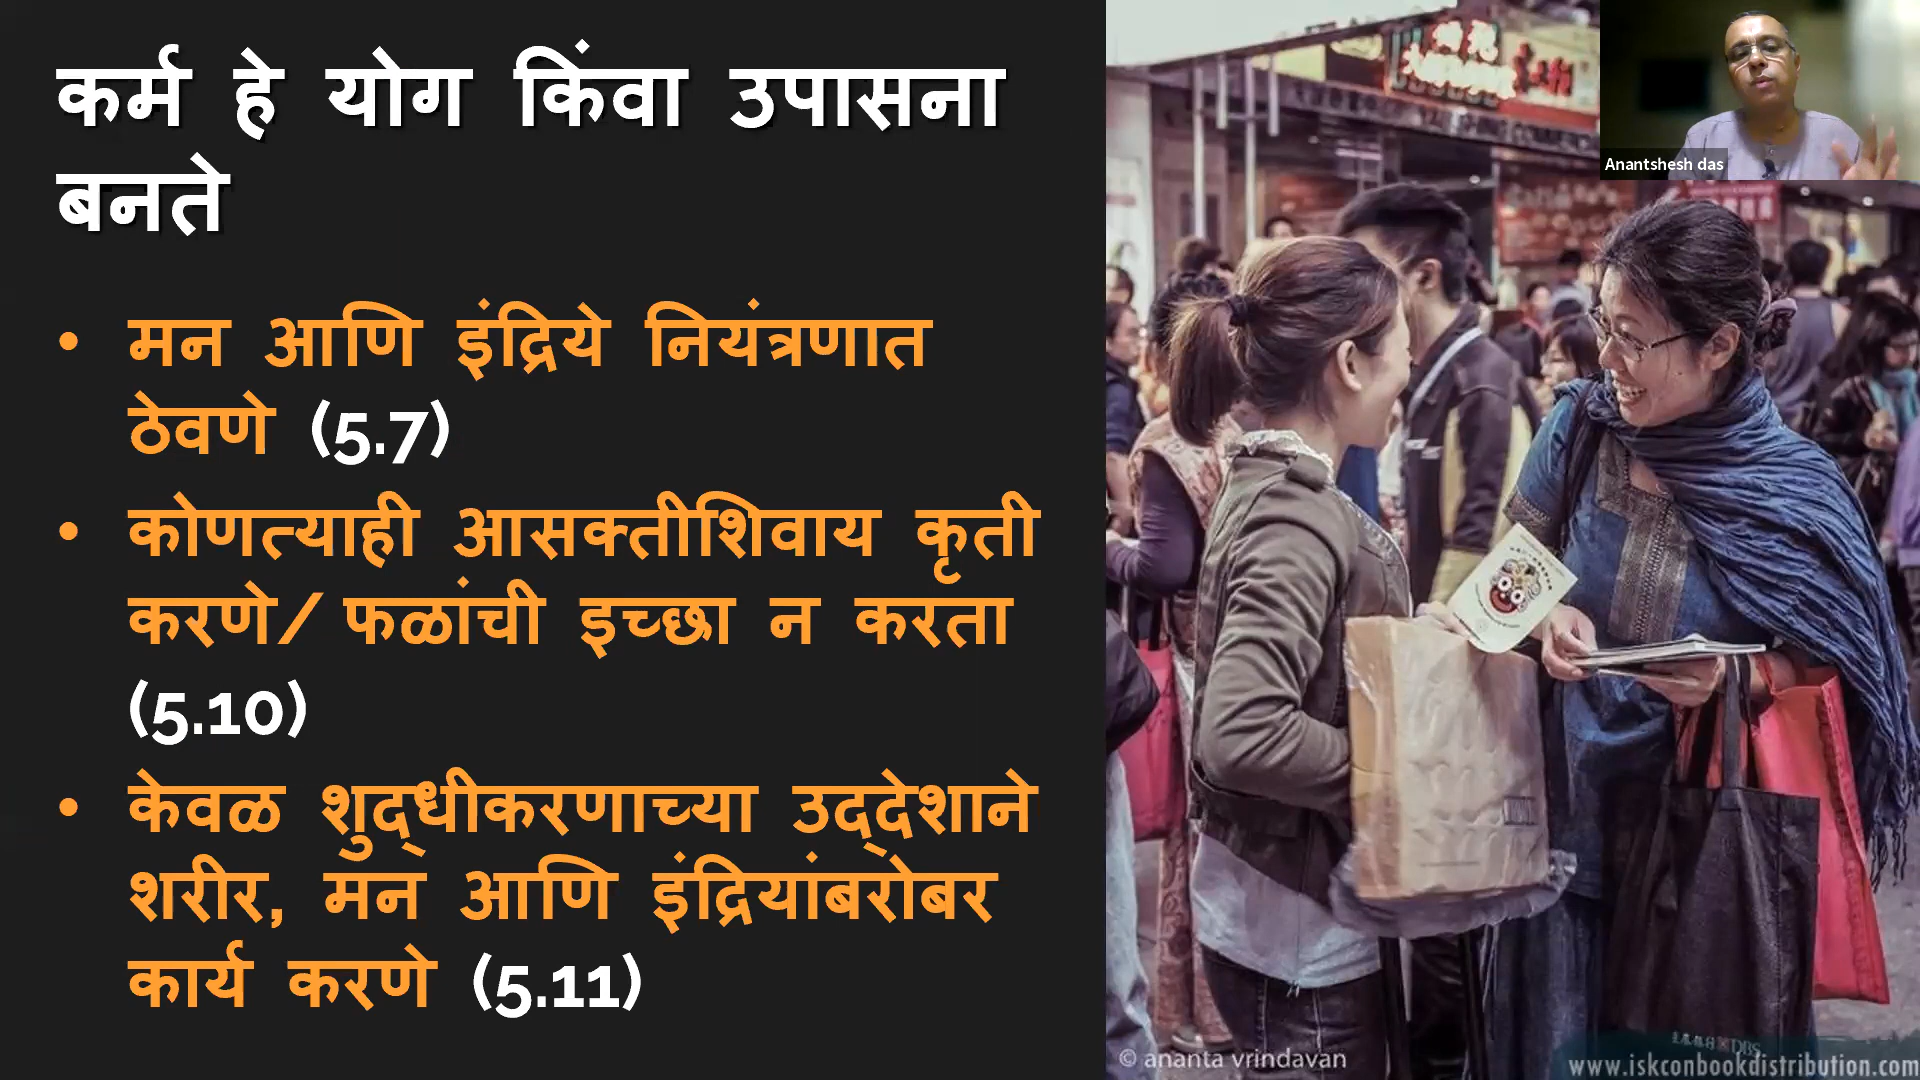 कर्म हे योग किंवा उपासना
बनते
• मन आणि इंद्रिये नियंत्रणात
ठेवणे (5.7)
• कोणत्याही आसक्तीशिवाय कृती
करणे/ फळांची इच्छा न करता
(5.10)
• केवळ शुद्धीकरणाच्या उद्देशाने
शरीर, मन आणि इंद्रियांबरोबर
कार्य करणे (5.11)
Anantshesh das
© ananta vrindavan
DBS
www.iskconbookdistribution.com